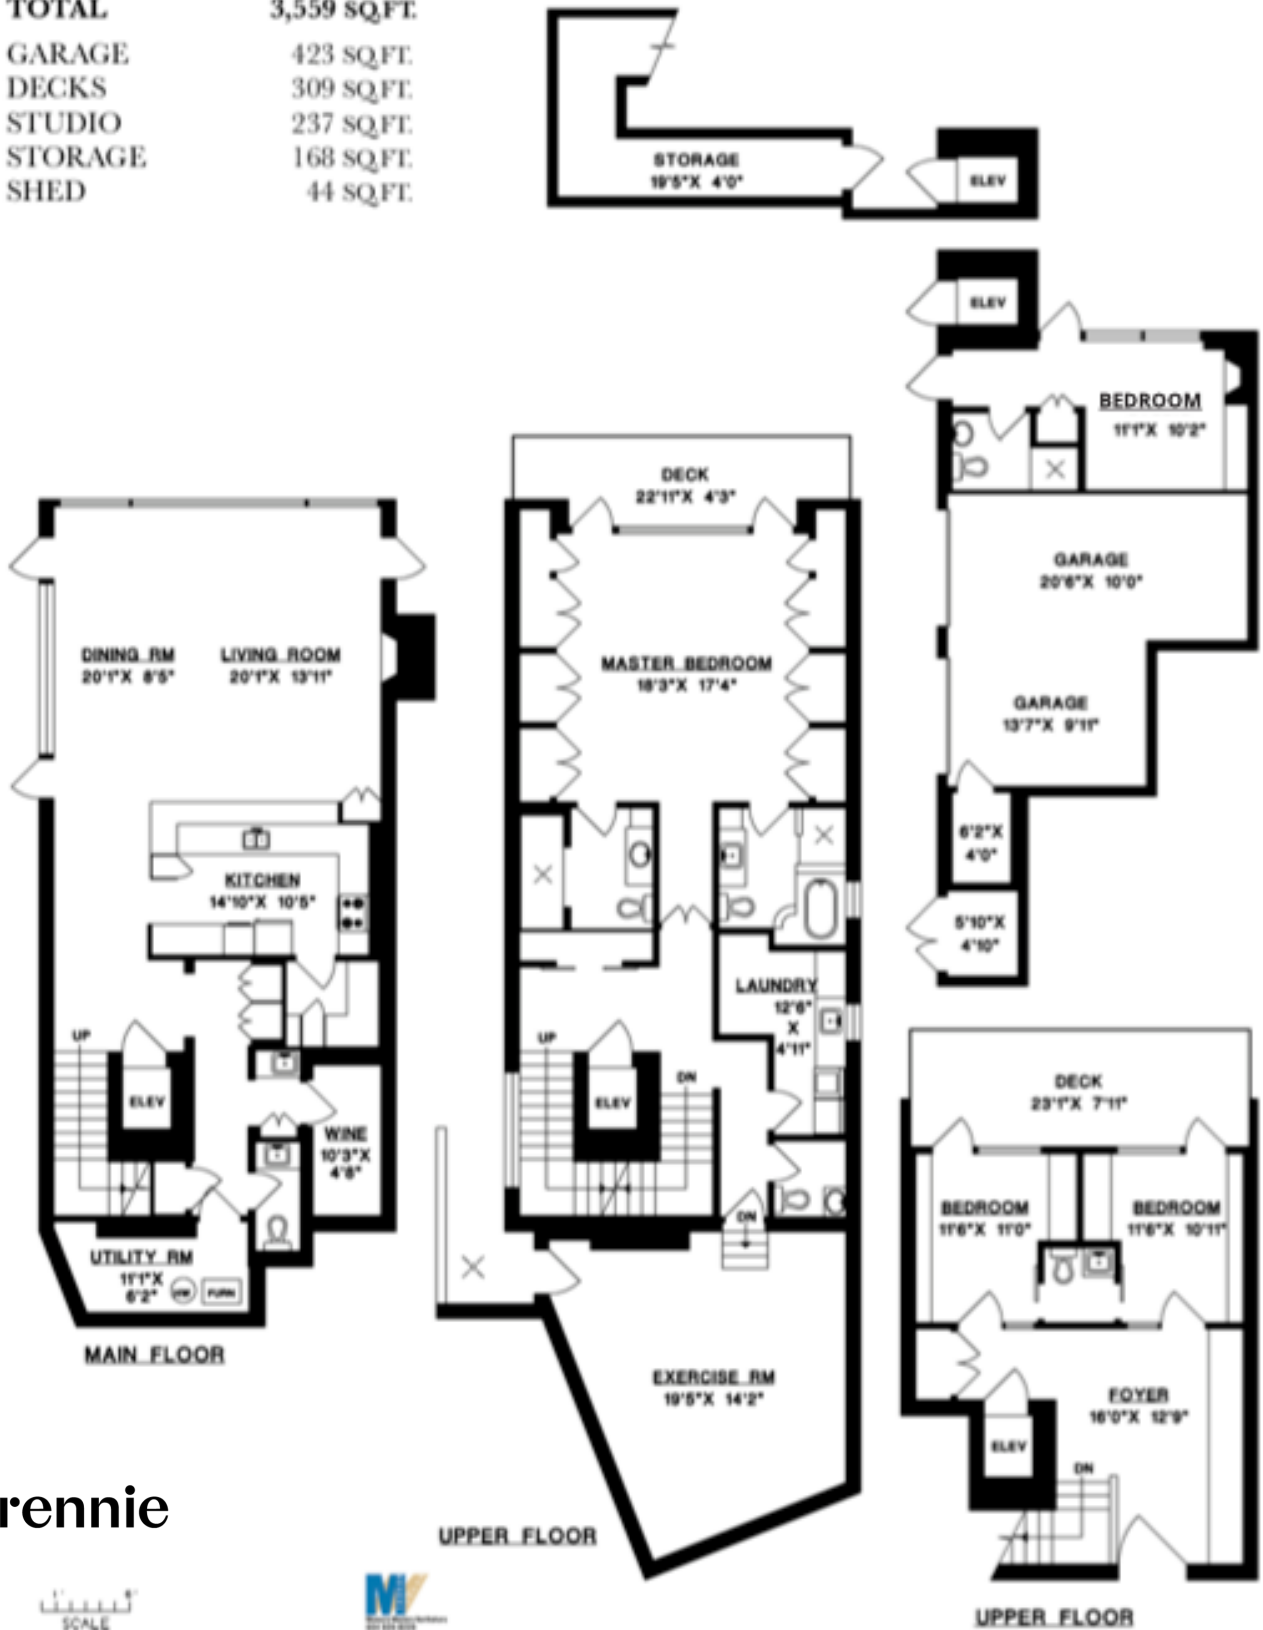 TOTAL 3,559 SQ.FT.
GARAGE 423 SQ.FT.
DECKS 309 SQ.FT.
STUDIO 237 SQ.FT.
STORAGE 168 SQ.FT.
SHED 44 SQ.FT.
STORAGE
19'5"X 4'0"
ELEV
ELEV
BEDROOM
11'1"X 10'2"
GARAGE
20'6"X 10'0"
GARAGE
13'7"X 9'11"
6'2"X
4'0"
5'10"X
4'10"
DINING RM
20'1"X 8'5"
LIVING ROOM
20'1"X 13'11"
KITCHEN
14'10"X 10'5"
UP
ELEV
WINE
10'3"X
4'8"
UTILITY RM
11'1"X
6'2"
HW
FURN
MAIN FLOOR
DECK
22'11"X 4'3"
MASTER BEDROOM
18'3"X 17'4"
LAUNDRY
12'6"
X
4'11"
UP
ELEV
DN
DN
EXERCISE RM
19'5"X 14'2"
UPPER FLOOR
DECK
23'1"X 7'11"
BEDROOM
11'6"X 11'0"
BEDROOM
11'6"X 10'11"
FOYER
16'0"X 12'9"
ELEV
DN
UPPER FLOOR
rennie
SCALE